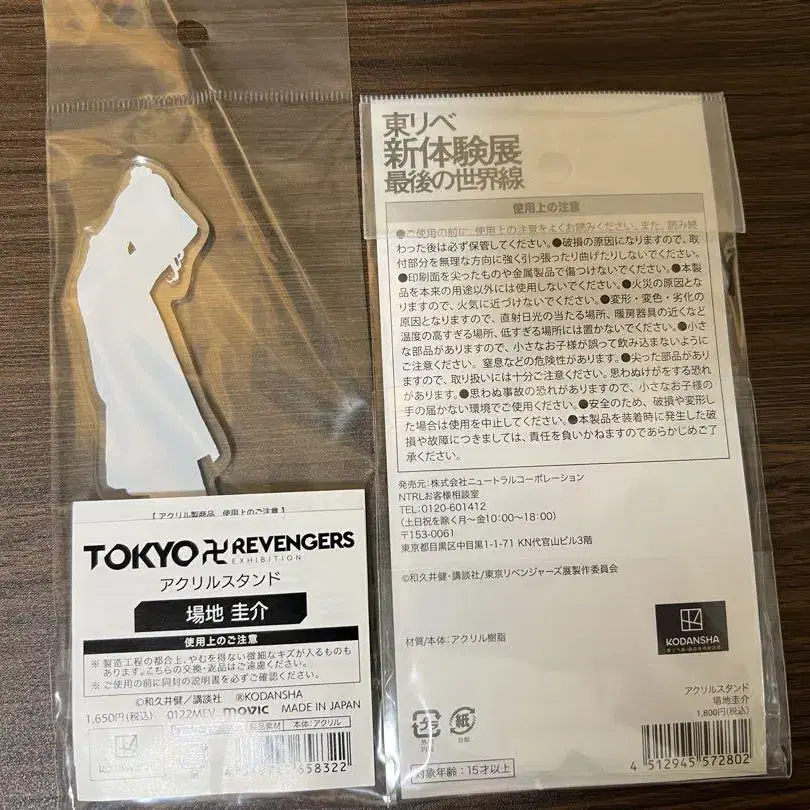 【アクリル製商品 使用上のご注意】
TOKYO卍REVENGERS
EXHIBITION
アクリルスタンド
場地 圭介
使用上のご注意
※製造工程の都合上、やむを得ない微細なキズが入るものも
あります。こちらの交換・返品はご遠慮ください。
※ご使用の前に同封の説明書を必ずご確認ください。
©和久井健/講談社 ®KODANSHA
1,650円(税込) 0122MEV movic MADE IN JAPAN
製品素材 本体:アクリル
KODANSHA
658322
東リベ
新体験展
最後の世界線
使用上の注意
●ご使用の前に、使用上の注意をよくお読みください。また、読み終
わった後は必ず保管してください。●破損の原因になりますので、取
付部分を無理な方向に強く引っ張ったり曲げたりしないでください。
●印刷面を尖ったものや金属製品で傷つけないでください。●本製
品を本来の用途以外には使用しないでください。●火災の原因とな
りますので、火気に近づけないでください。●変形・変色・劣化の
原因となりますので、直射日光の当たる場所、暖房器具の近くなど
温度の高すぎる場所、低すぎる場所には置かないでください。●小さ
な部品がありますので、小さなお子様が誤って飲み込まないように
ご注意ください。窒息などの危険性があります。●尖った部品があり
ますので、取り扱いには十分ご注意ください。思わぬけがをする恐れ
があります。●思わぬ事故の恐れがありますので、小さなお子様の
手の届かない環境でご使用ください。●安全のため、破損や変形し
た場合は使用を中止してください。●本製品を装着時に発生した破
損や故障につきましては、責任を負いかねますのであらかじめご了
承ください。
発売元:株式会社ニュートラルコーポレーション
NTRLお客様相談室
TEL:0120-601412
(土日祝を除く月〜金10:00〜18:00)
〒153-0061
東京都目黒区中目黒1-1-71 KN代官山ビル3階
©和久井健・講談社/東京リベンジャーズ展製作委員会
材質/本体:アクリル樹脂
KODANSHA
アクリルスタンド
場地圭介
1,800円(税込)
プラ
紙
対象年齢:15才以上
4 512945 572802